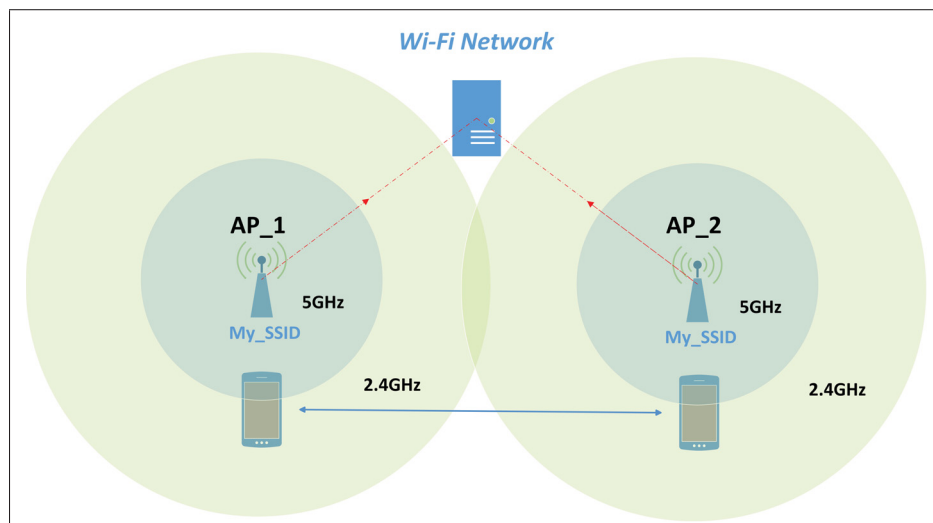 Wi-Fi Network
AP_1
AP_2
5GHz
5GHz
My_SSID
My_SSID
2.4GHz
2.4GHz